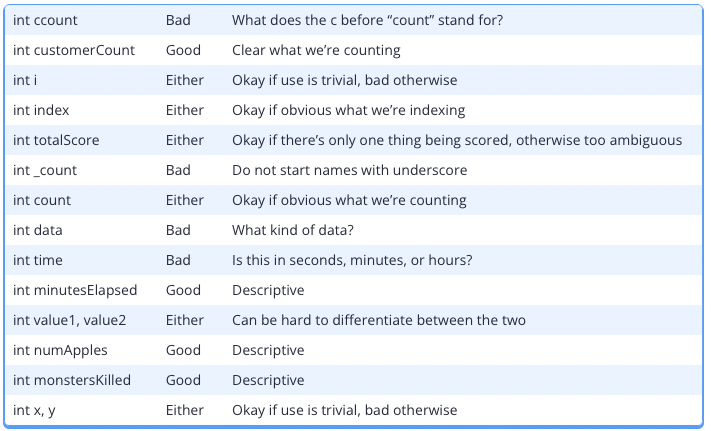 int ccount Bad What does the c before “count” stand for?
int customerCount Good Clear what we’re counting
int i Either Okay if use is trivial, bad otherwise
int index Either Okay if obvious what we’re indexing
int totalScore Either Okay if there’s only one thing being scored, otherwise too ambiguous
int _count Bad Do not start names with underscore
int count Either Okay if obvious what we’re counting
int data Bad What kind of data?
int time Bad Is this in seconds, minutes, or hours?
int minutesElapsed Good Descriptive
int value1, value2 Either Can be hard to differentiate between the two
int numApples Good Descriptive
int monstersKilled Good Descriptive
int x, y Either Okay if use is trivial, bad otherwise